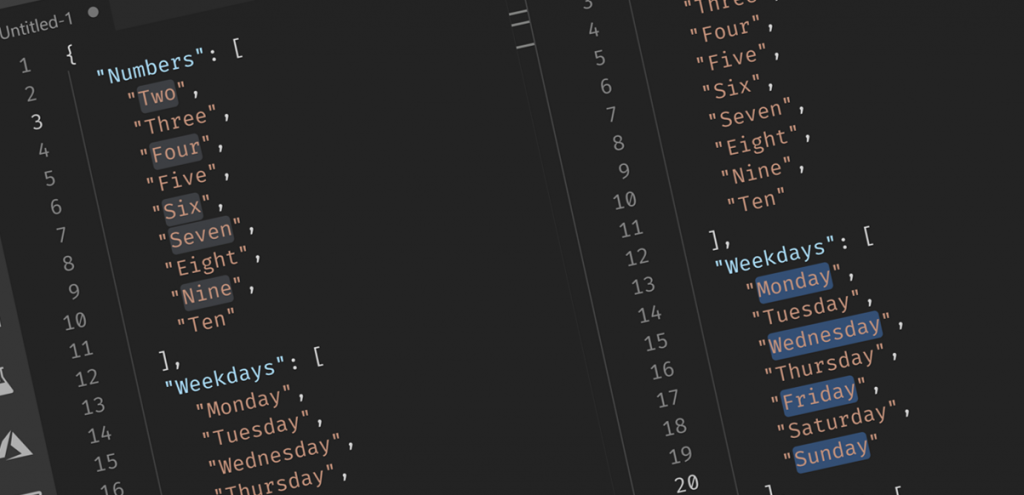 Untitled-1
1 {
2 "Numbers": [
3 "Two",
4 "Three",
5 "Four",
6 "Five",
7 "Six",
8 "Seven",
9 "Eight",
10 "Nine",
11 "Ten"
12 ],
13 "Weekdays": [
14 "Monday",
15 "Tuesday",
16 "Wednesday",
"Thursday",
3
4 "Three",
5 "Four",
6 "Five",
7 "Six",
8 "Seven",
9 "Eight",
10 "Nine",
11 "Ten"
12 ],
13 "Weekdays": [
14 "Monday",
15 "Tuesday",
16 "Wednesday",
17 "Thursday",
18 "Friday",
19 "Saturday",
20 "Sunday"